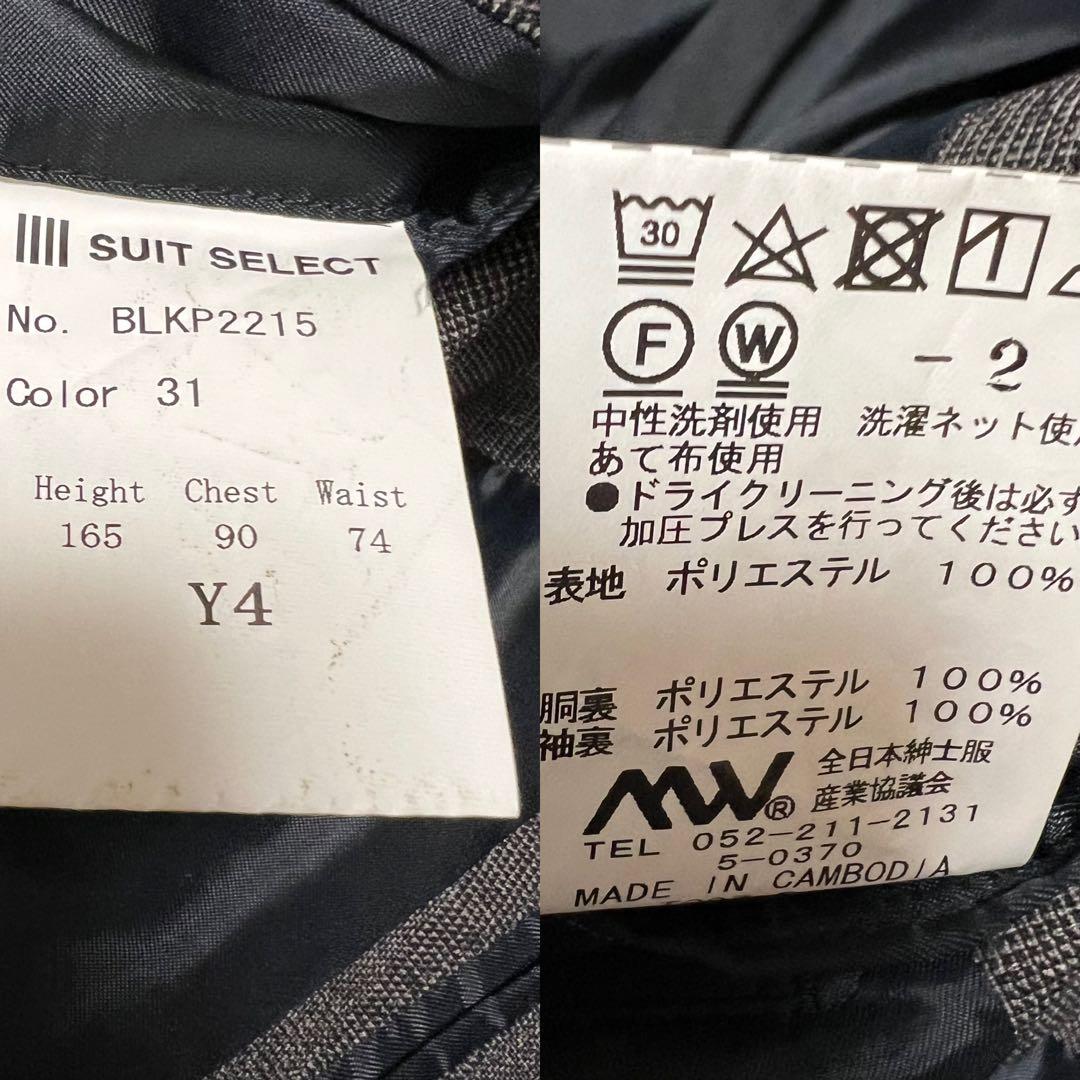 SUIT SELECT
No. BLKP2215
Color 31
Height Chest Waist
165 90 74
Y4
30
F W -2
中性洗剤使用 洗濯ネット使
あて布使用
●ドライクリーニング後は必ず
加圧プレスを行ってください
表地 ポリエステル 100%
胴裏 ポリエステル 100%
袖裏 ポリエステル 100%
MW® 全日本紳士服
産業協議会
TEL 052-211-2131
5-0370
MADE IN CAMBODIA